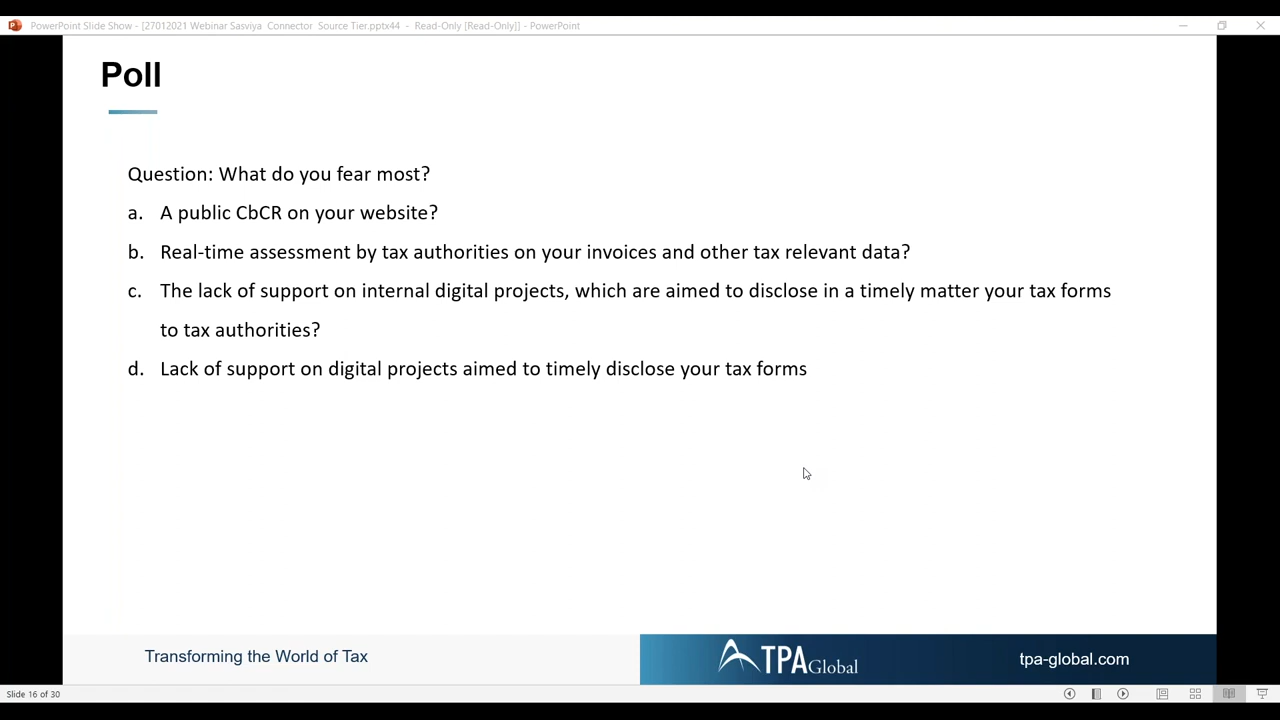 PowerPoint Slide Show - [27012021 Webinar Sasviya Connector Source Tier.pptx44 - Read-Only [Read-Only]] - PowerPoint
Poll
Question: What do you fear most?
a. A public CbCR on your website?
b. Real-time assessment by tax authorities on your invoices and other tax relevant data?
c. The lack of support on internal digital projects, which are aimed to disclose in a timely matter your tax forms
to tax authorities?
d. Lack of support on digital projects aimed to timely disclose your tax forms
Transforming the World of Tax
TPA Global
tpa-global.com
Slide 16 of 30